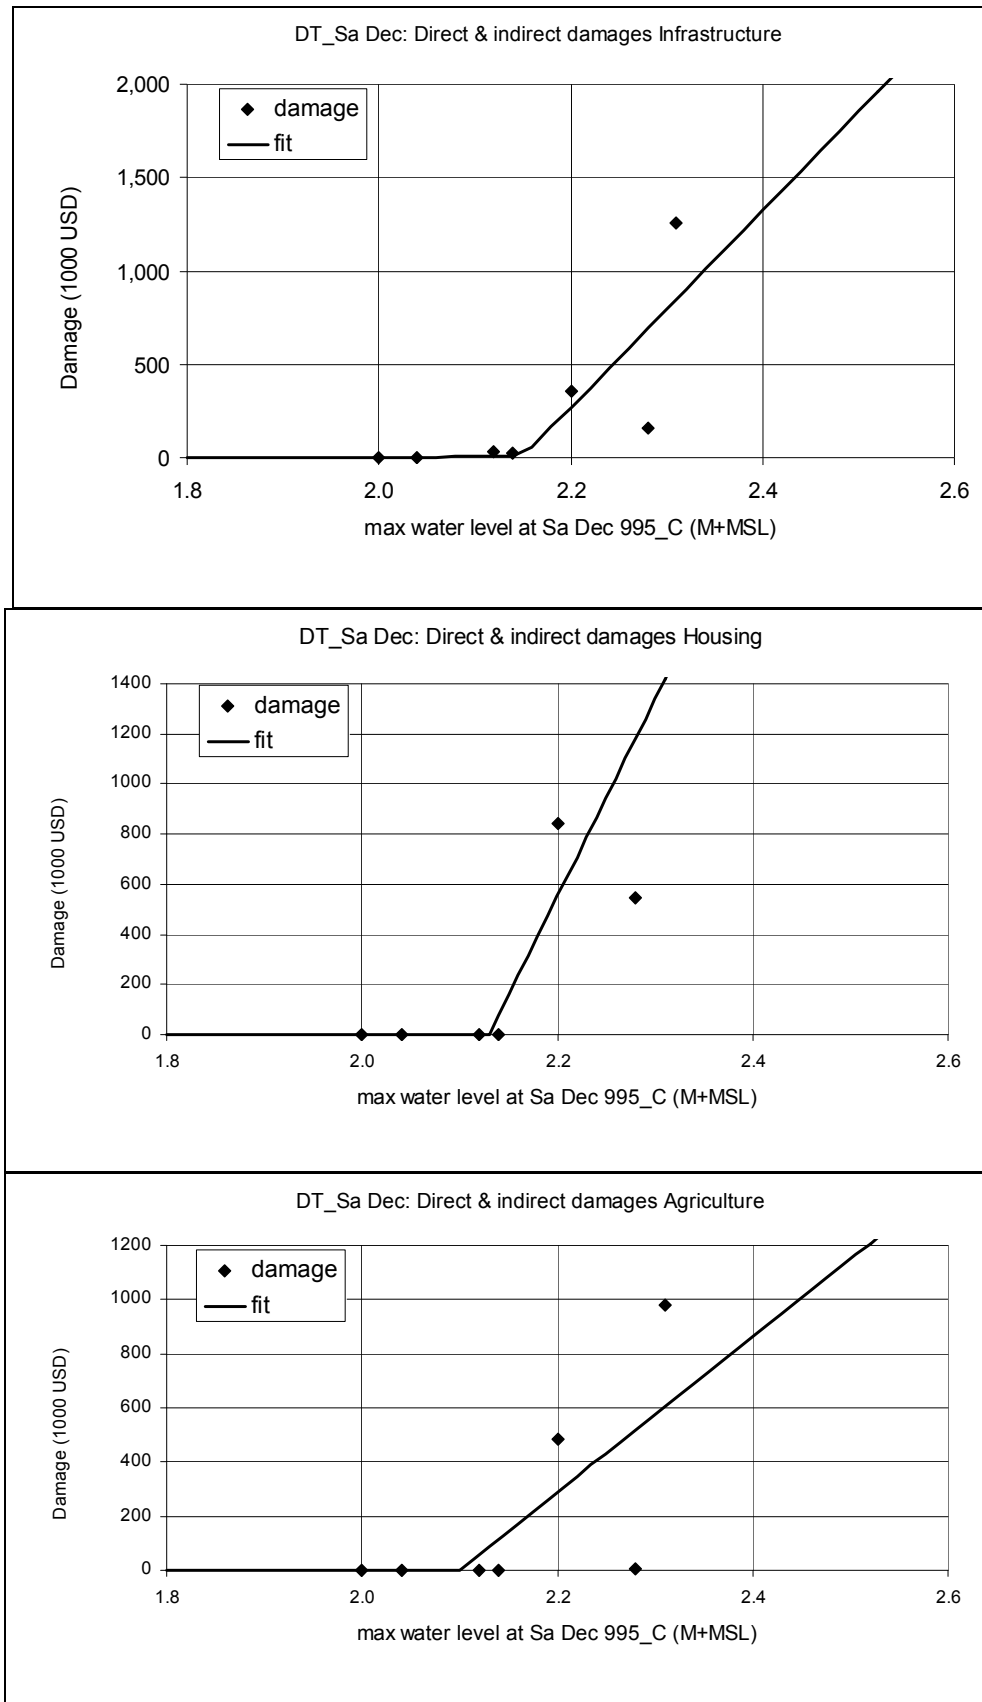 DT_Sa Dec: Direct & indirect damages Infrastructure
2,000
damage
fit
1,500
1,000
500
0
Damage (1000 USD)
1.8 2.0 2.2 2.4 2.6
max water level at Sa Dec 995_C (M+MSL)
DT_Sa Dec: Direct & indirect damages Housing
1400
damage
fit
1200
1000
800
600
400
200
0
Damage (1000 USD)
1.8 2.0 2.2 2.4 2.6
max water level at Sa Dec 995_C (M+MSL)
DT_Sa Dec: Direct & indirect damages Agriculture
1200
damage
fit
1000
800
600
400
200
0
Damage (1000 USD)
1.8 2.0 2.2 2.4 2.6
max water level at Sa Dec 995_C (M+MSL)